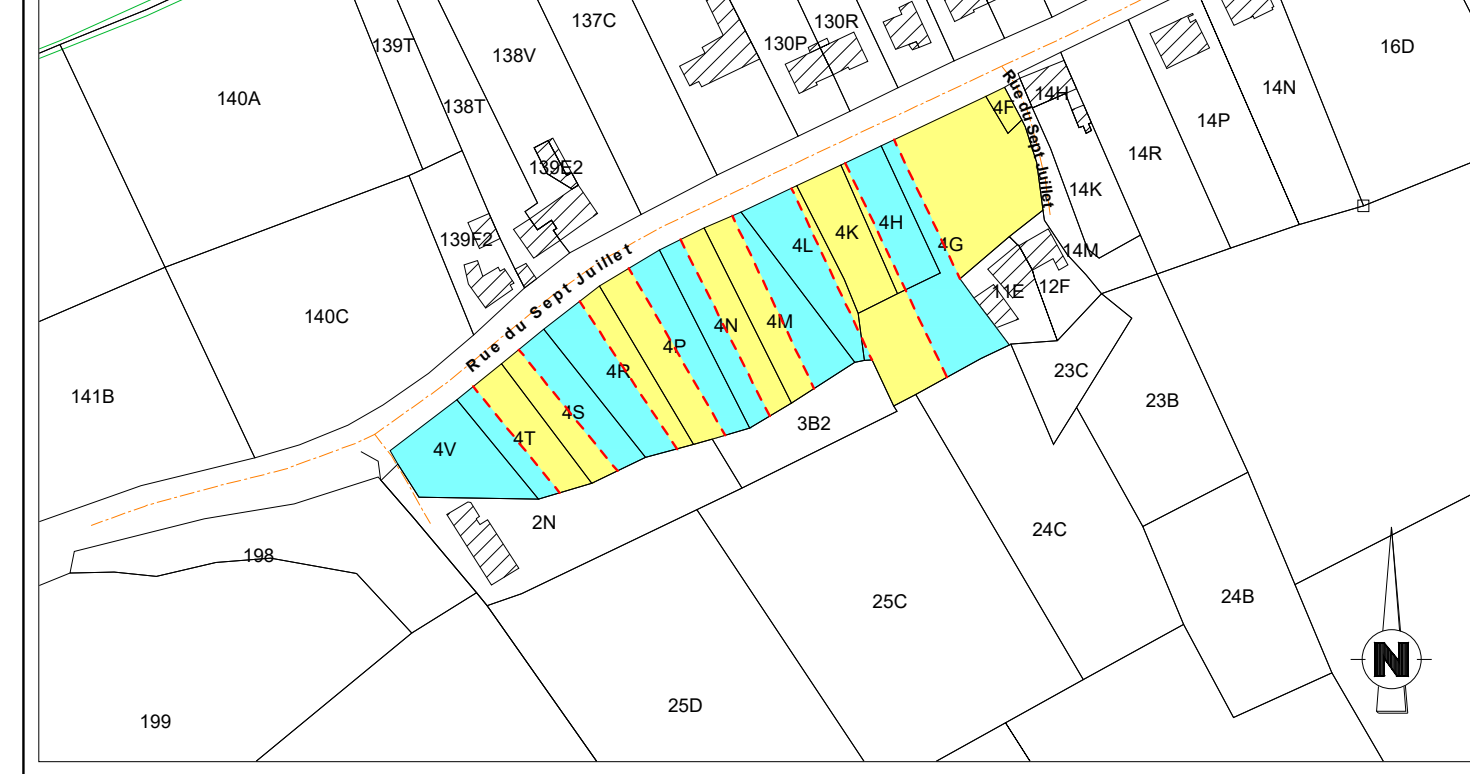 137C
130R
130P
139T
138V
16D
140A
138T
14N
14H
4F
14P
Rue du Sept Juillet
14R
139E2
14K
4H
4K
4L
4G
139F2
14M
Rue du Sept Juillet
11E
12F
140C
4M
4N
4P
4R
23C
141B
23B
4S
3B2
4T
4V
2N
24C
198
25C
24B
N
25D
199